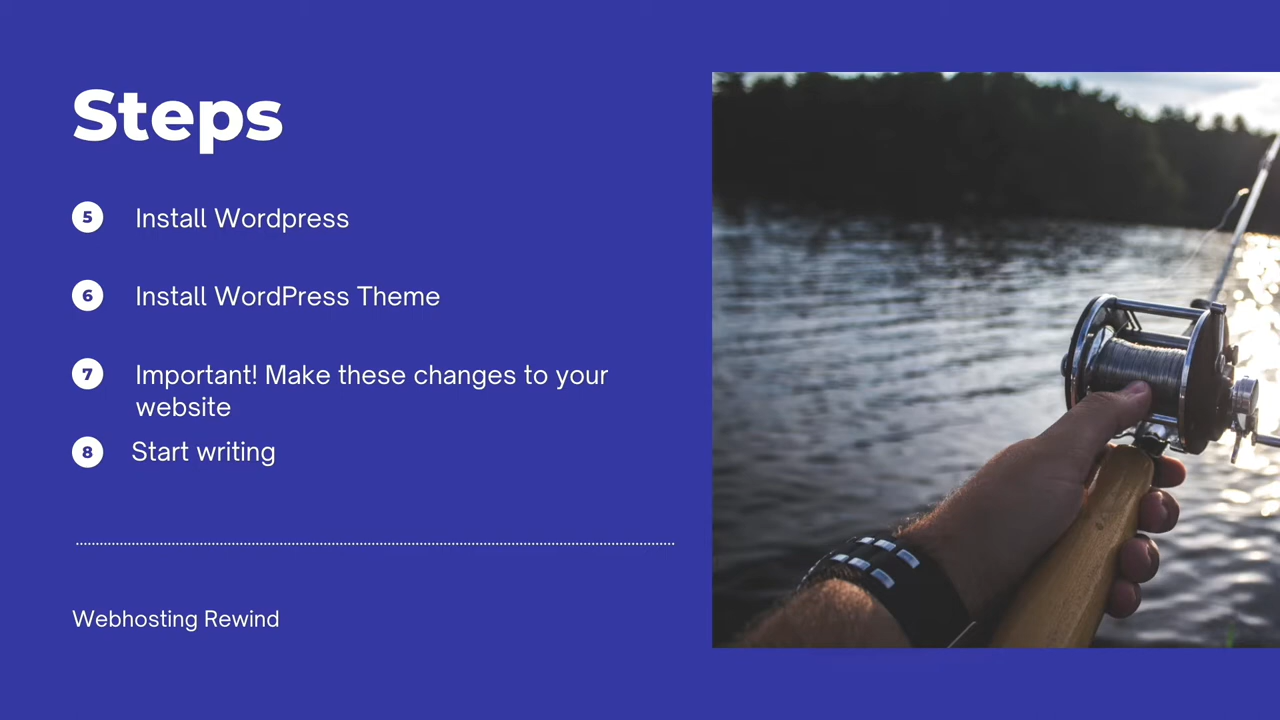 Steps
5 Install Wordpress
6 Install WordPress Theme
7 Important! Make these changes to your
website
8 Start writing
Webhosting Rewind